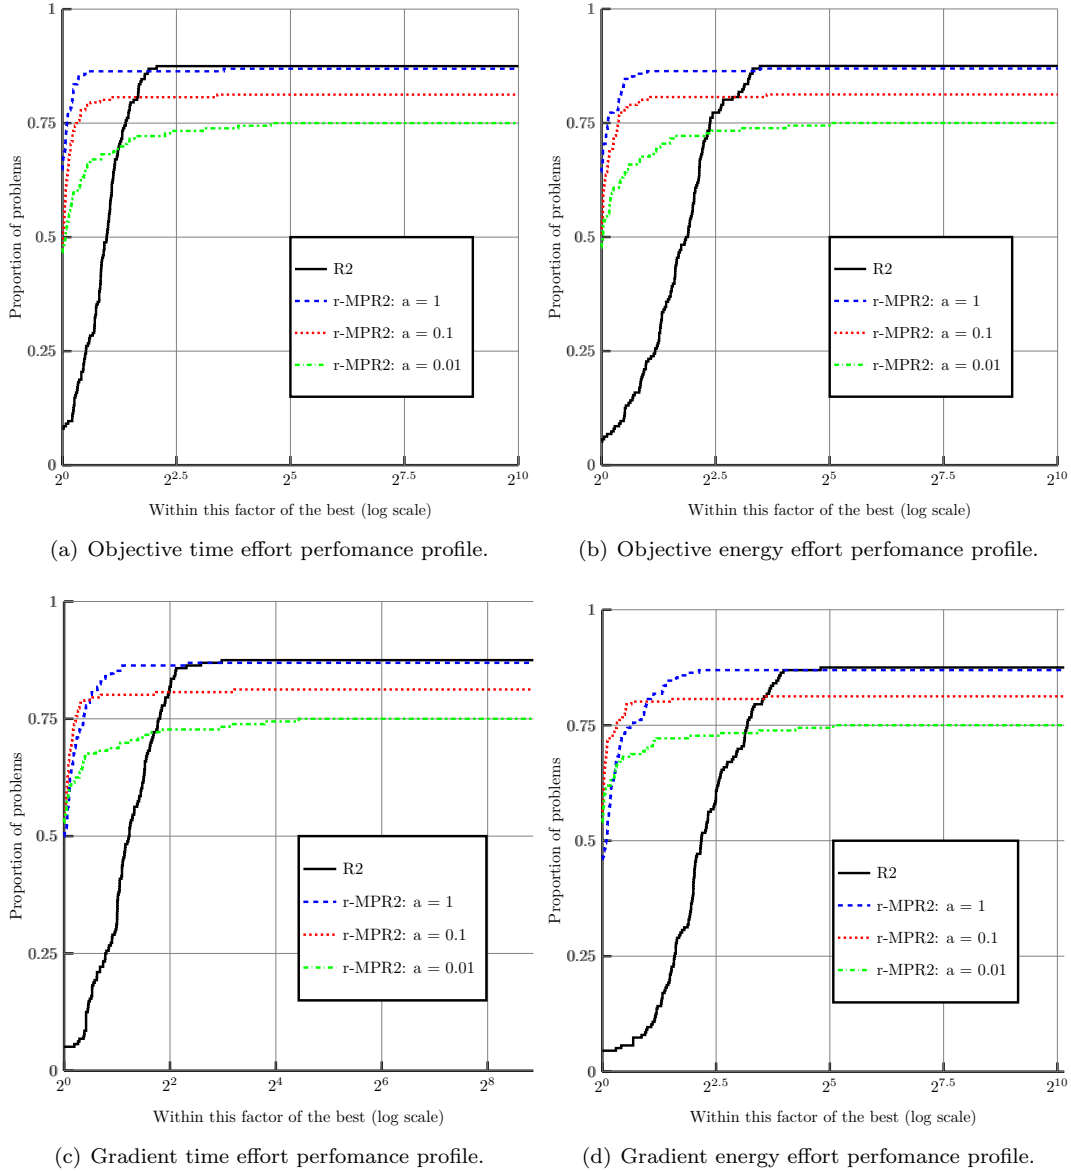 1
0.75
0.5
0.25
0
Proportion of problems
2^0
2^2.5
2^5
2^7.5
2^10
Within this factor of the best (log scale)
R2
r-MPR2: a = 1
r-MPR2: a = 0.1
r-MPR2: a = 0.01
(a) Objective time effort perfomance profile.
1
0.75
0.5
0.25
0
Proportion of problems
2^0
2^2.5
2^5
2^7.5
2^10
Within this factor of the best (log scale)
R2
r-MPR2: a = 1
r-MPR2: a = 0.1
r-MPR2: a = 0.01
(b) Objective energy effort perfomance profile.
1
0.75
0.5
0.25
0
Proportion of problems
2^0
2^2
2^4
2^6
2^8
Within this factor of the best (log scale)
R2
r-MPR2: a = 1
r-MPR2: a = 0.1
r-MPR2: a = 0.01
(c) Gradient time effort perfomance profile.
1
0.75
0.5
0.25
0
Proportion of problems
2^0
2^2.5
2^5
2^7.5
2^10
Within this factor of the best (log scale)
R2
r-MPR2: a = 1
r-MPR2: a = 0.1
r-MPR2: a = 0.01
(d) Gradient energy effort perfomance profile.